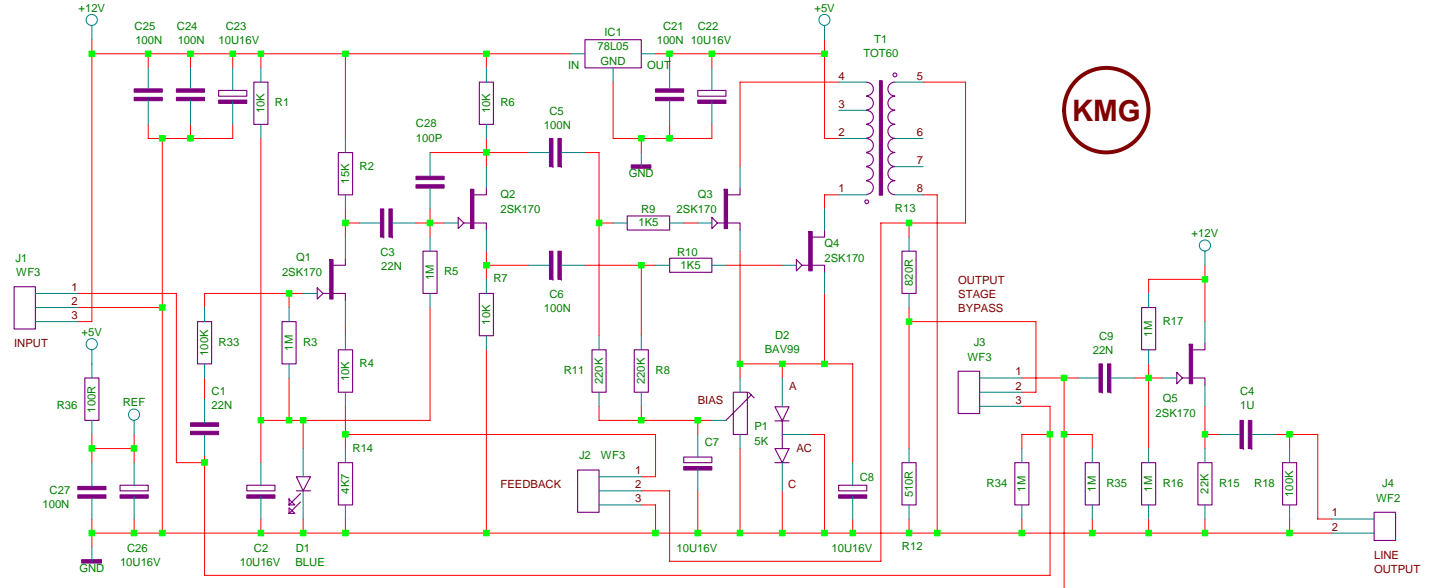 +12V
C25
100N
C24
100N
C23
10U16V
IC1
78L05
GND
IN
OUT
C21
100N
C22
10U16V
+5V
T1
TOT60
KMG
10K
R1
10K
R6
C28
100P
C5
100N
GND
4
3
2
1
5
6
7
8
15K
R2
Q2
2SK170
C3
22N
1M
R5
R9
1K5
Q3
2SK170
R13
820R
Q1
2SK170
R7
10K
C6
100N
R10
1K5
Q4
2SK170
OUTPUT
STAGE
BYPASS
+12V
J1
WF3
1
2
3
INPUT
+5V
100K
R33
1M
R3
10K
R4
R11
220K
220K
R8
D2
BAV99
J3
WF3
1
2
3
C9
22N
1M
R17
Q5
2SK170
C4
1U
R36
100R
REF
C1
22N
BIAS
P1
5K
A
AC
C
C27
100N
C26
10U16V
GND
C2
10U16V
D1
BLUE
R14
4K7
FEEDBACK
J2
WF3
1
2
3
C7
10U16V
C8
10U16V
510R
R12
R34
1M
1M
R35
1M
R16
22K
R15
R18
100K
J4
WF2
1
2
LINE
OUTPUT